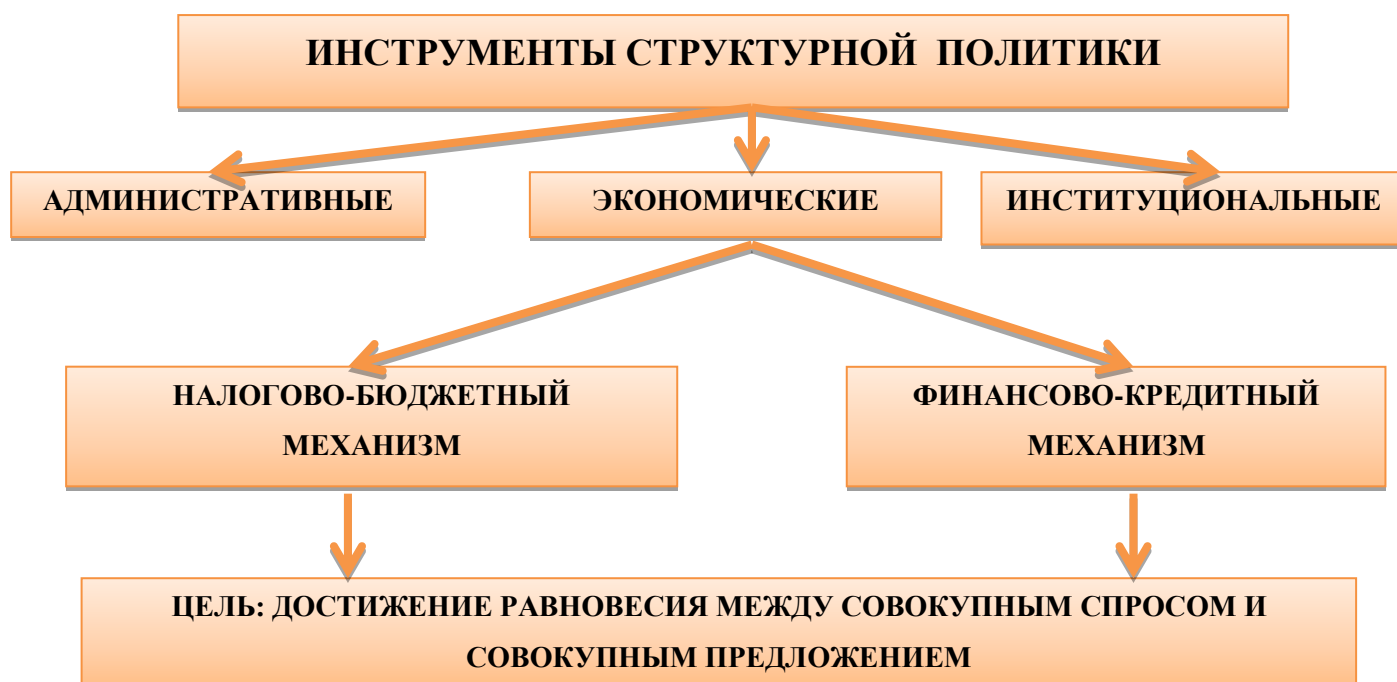 ИНСТРУМЕНТЫ СТРУКТУРНОЙ ПОЛИТИКИ
АДМИНИСТРАТИВНЫЕ
ЭКОНОМИЧЕСКИЕ
ИНСТИТУЦИОНАЛЬНЫЕ
НАЛОГОВО-БЮДЖЕТНЫЙ
МЕХАНИЗМ
ФИНАНСОВО-КРЕДИТНЫЙ
МЕХАНИЗМ
ЦЕЛЬ: ДОСТИЖЕНИЕ РАВНОВЕСИЯ МЕЖДУ СОВОКУПНЫМ СПРОСОМ И
СОВОКУПНЫМ ПРЕДЛОЖЕНИЕМ